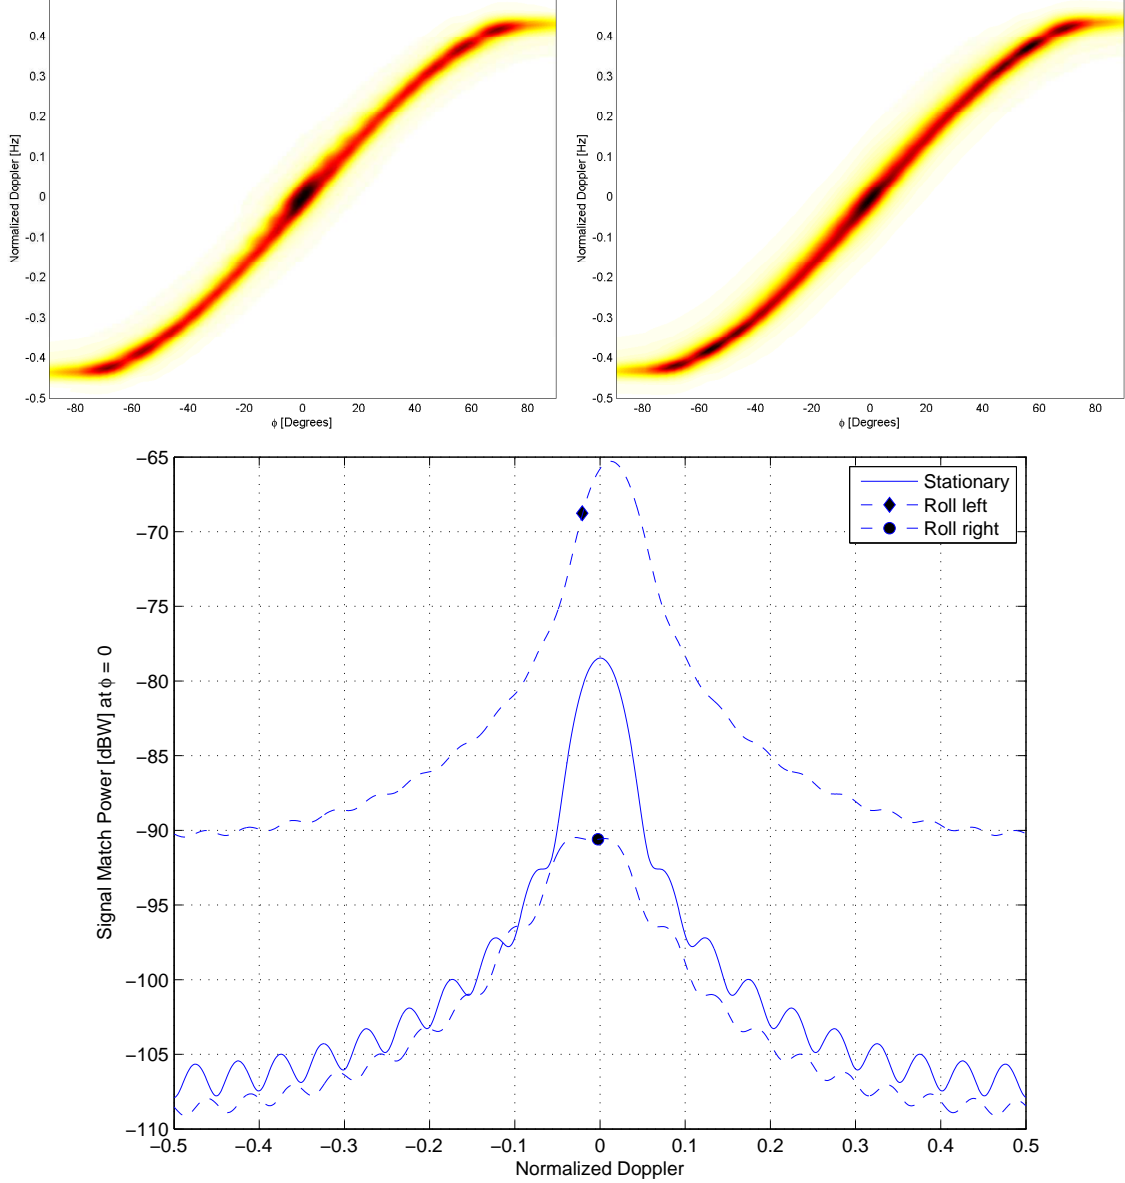 0.4
0.3
0.2
0.1
0
-0.1
-0.2
-0.3
-0.4
-0.5
Normalized Doppler [Hz]
-80 -60 -40 -20 0 20 40 60 80
ϕ [Degrees]
0.4
0.3
0.2
0.1
0
-0.1
-0.2
-0.3
-0.4
-0.5
Normalized Doppler [Hz]
-80 -60 -40 -20 0 20 40 60 80
ϕ [Degrees]
−65
−70
−75
−80
−85
−90
−95
−100
−105
−110
Signal Match Power [dBW] at ϕ = 0
Stationary
Roll left
Roll right
−0.5 −0.4 −0.3 −0.2 −0.1 0 0.1 0.2 0.3 0.4 0.5
Normalized Doppler